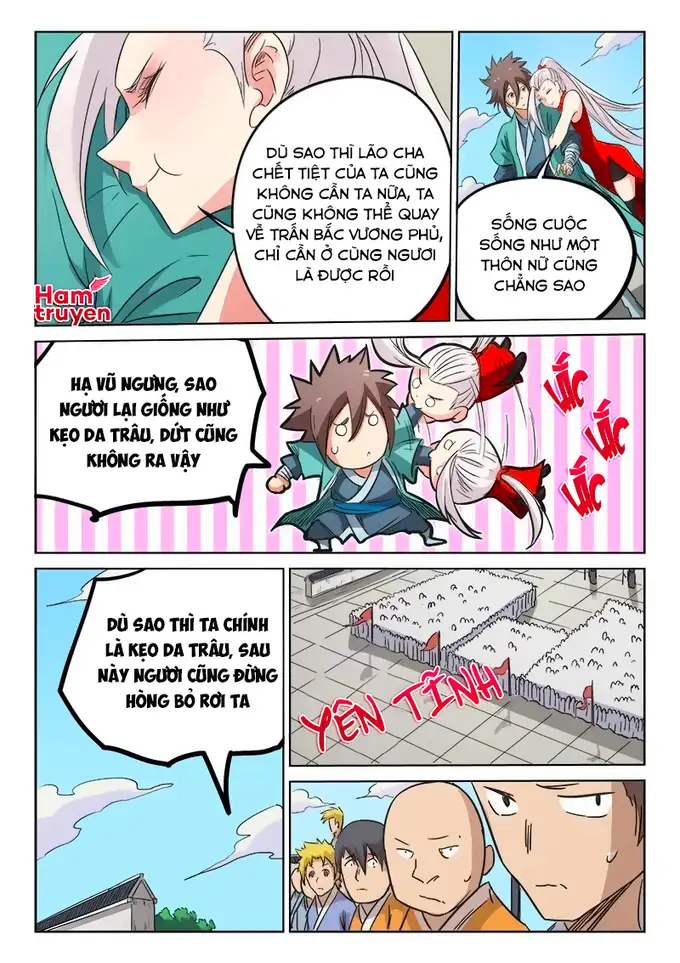 DÙ SAO THÌ LÃO CHA
CHẾT TIỆT CỦA TA CŨNG
KHÔNG CẦN TA NỮA, TA
CŨNG KHÔNG THỂ QUAY
VỀ TRẤN BẮC VƯƠNG PHỦ,
CHỈ CẦN Ở CÙNG NGƯƠI
LÀ ĐƯỢC RỒI
SỐNG CUỘC
SỐNG NHƯ MỘT
THÔN NỮ CŨNG
CHẲNG SAO
Ham
truyen
HẠ VŨ NGƯNG, SAO
NGƯƠI LẠI GIỐNG NHƯ
KẸO DA TRÂU, DỨT CŨNG
KHÔNG RA VẬY
LẮC
LẮC
LẮC
DÙ SAO THÌ TA CHÍNH
LÀ KẸO DA TRÂU, SAU
NÀY NGƯƠI CŨNG ĐỪNG
HÒNG BỎ RƠI TA
YÊN TĨNH